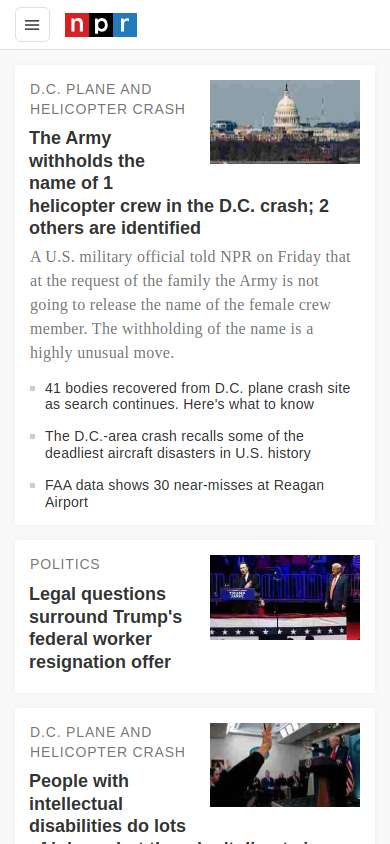 npr
D.C. PLANE AND
HELICOPTER CRASH
The Army
withholds the
name of 1
helicopter crew in the D.C. crash; 2
others are identified
A U.S. military official told NPR on Friday that
at the request of the family the Army is not
going to release the name of the female crew
member. The withholding of the name is a
highly unusual move.
41 bodies recovered from D.C. plane crash site
as search continues. Here's what to know
The D.C.-area crash recalls some of the
deadliest aircraft disasters in U.S. history
FAA data shows 30 near-misses at Reagan
Airport
POLITICS
Legal questions
surround Trump's
federal worker
resignation offer
TRUMP
D.C. PLANE AND
HELICOPTER CRASH
People with
intellectual
disabilities do lots